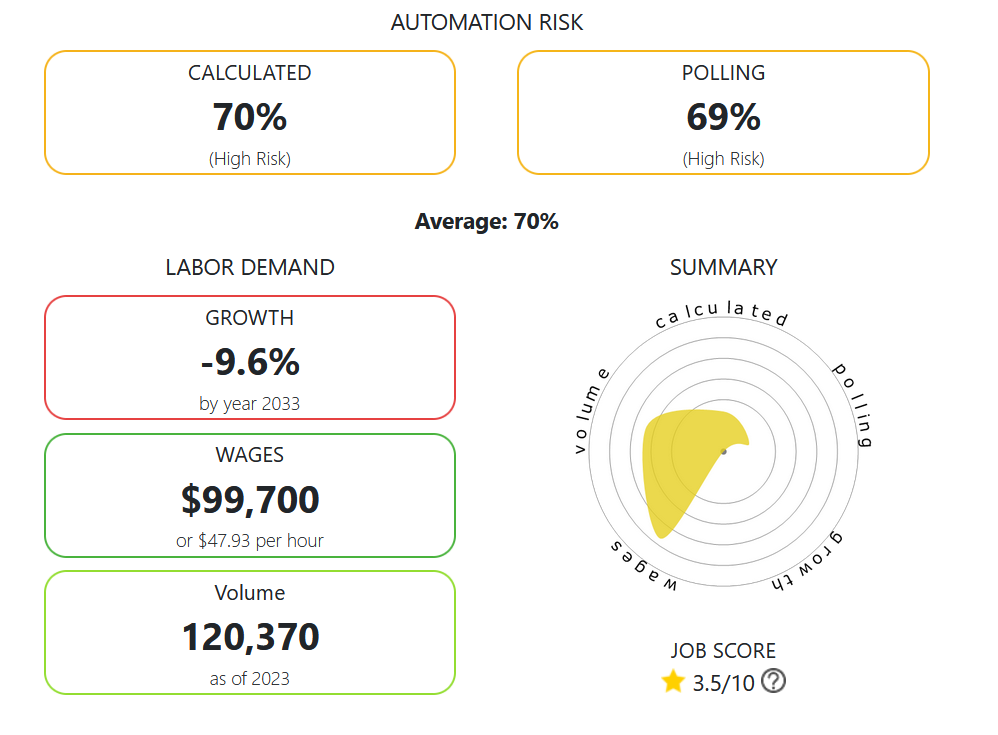 AUTOMATION RISK
CALCULATED
70%
(High Risk)
POLLING
69%
(High Risk)
Average: 70%
LABOR DEMAND
GROWTH
-9.6%
by year 2033
WAGES
$99,700
or $47.93 per hour
Volume
120,370
as of 2023
SUMMARY
calculated
polling
growth
wages
volume
JOB SCORE
3.5/10 ?